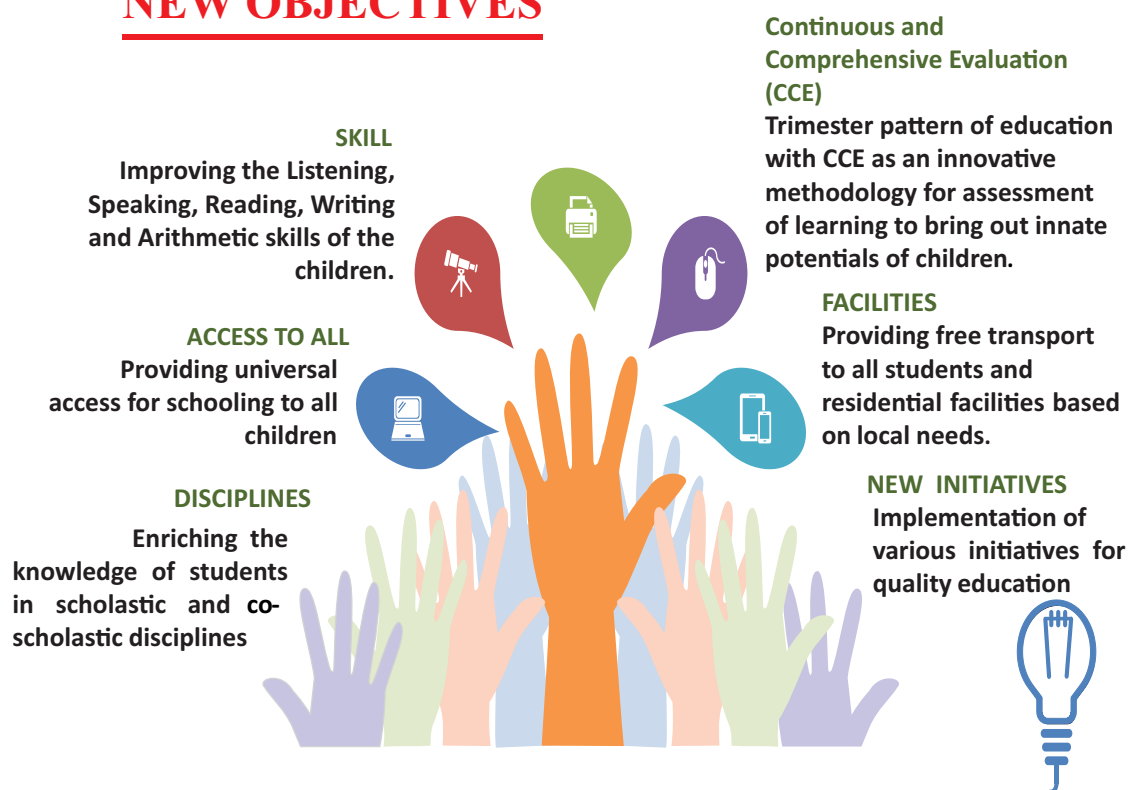 NEW OBJECTIVES
SKILL
Improving the Listening,
Speaking, Reading, Writing
and Arithmetic skills of the
children.
ACCESS TO ALL
Providing universal
access for schooling to all
children
DISCIPLINES
Enriching the
knowledge of students
in scholastic and co-
scholastic disciplines
Continuous and
Comprehensive Evaluation
(CCE)
Trimester pattern of education
with CCE as an innovative
methodology for assessment
of learning to bring out innate
potentials of children.
FACILITIES
Providing free transport
to all students and
residential facilities based
on local needs.
NEW INITIATIVES
Implementation of
various initiatives for
quality education